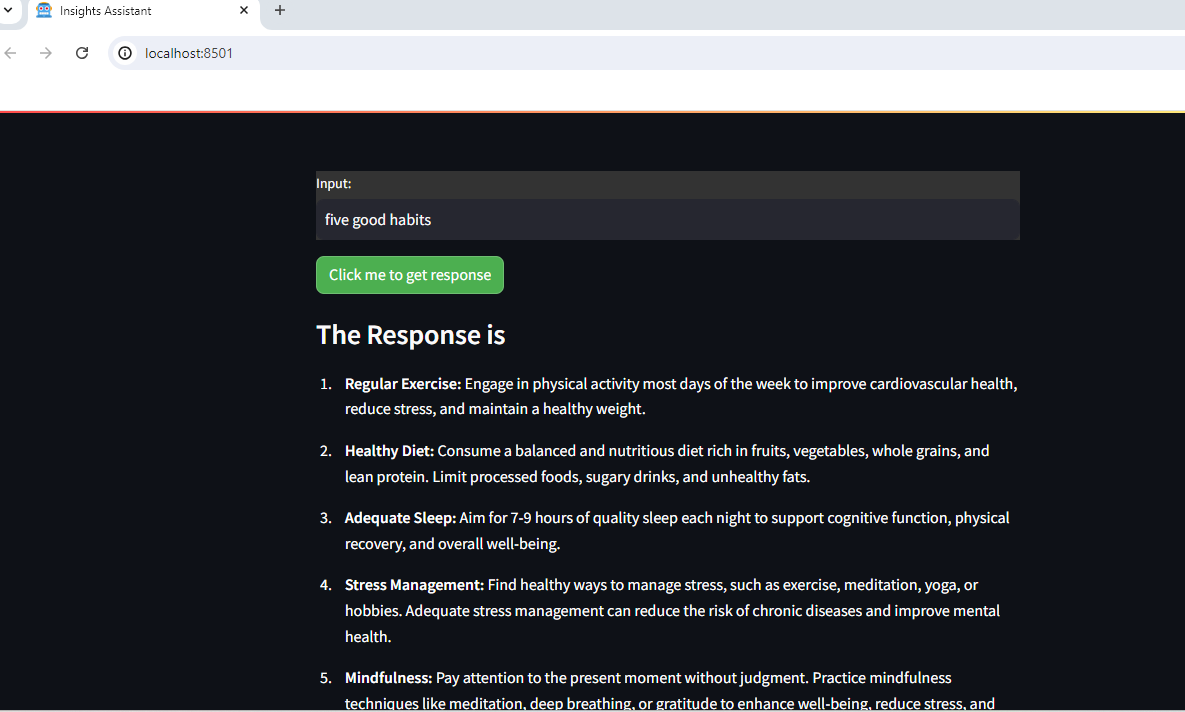 Insights Assistant
localhost:8501
Input:
five good habits
Click me to get response
The Response is
1. Regular Exercise: Engage in physical activity most days of the week to improve cardiovascular health,
reduce stress, and maintain a healthy weight.
2. Healthy Diet: Consume a balanced and nutritious diet rich in fruits, vegetables, whole grains, and
lean protein. Limit processed foods, sugary drinks, and unhealthy fats.
3. Adequate Sleep: Aim for 7-9 hours of quality sleep each night to support cognitive function, physical
recovery, and overall well-being.
4. Stress Management: Find healthy ways to manage stress, such as exercise, meditation, yoga, or
hobbies. Adequate stress management can reduce the risk of chronic diseases and improve mental
health.
5. Mindfulness: Pay attention to the present moment without judgment. Practice mindfulness
techniques like meditation, deep breathing, or gratitude to enhance well-being, reduce stress, and